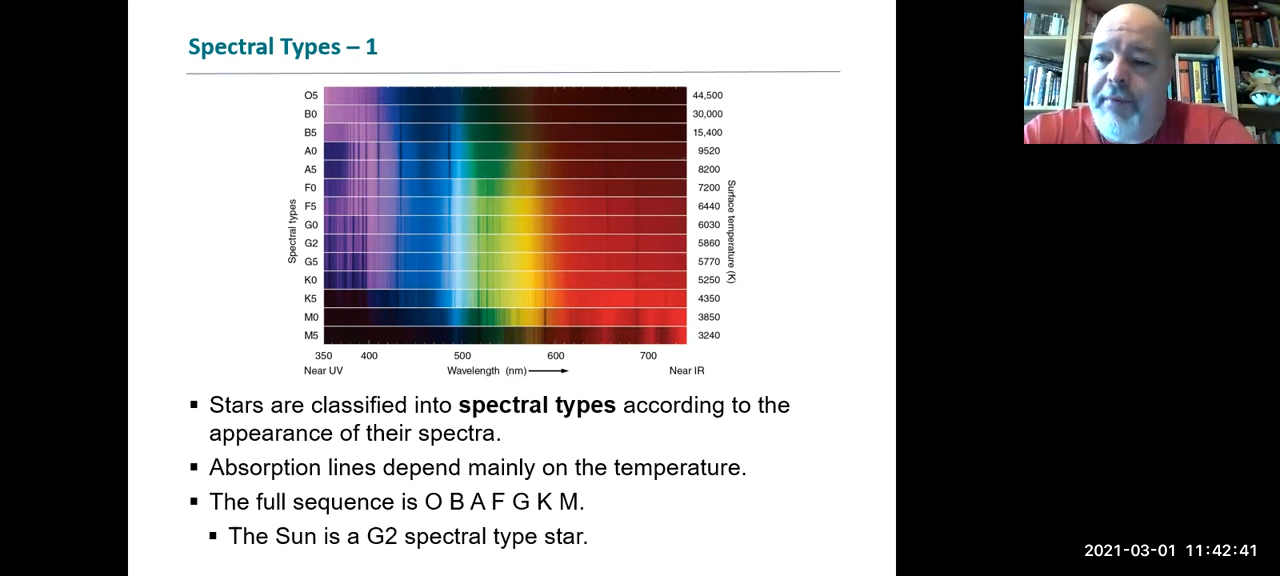 Spectral Types – 1
O5 44,500
B0 30,000
B5 15,400
A0 9520
A5 8200
F0 7200
F5 6440
G0 6030
G2 5860
G5 5770
K0 5250
K5 4350
M0 3850
M5 3240
Spectral types
Surface temperature (K)
350 400 500 600 700
Near UV Wavelength (nm) Near IR
▪ Stars are classified into spectral types according to the
appearance of their spectra.
▪ Absorption lines depend mainly on the temperature.
▪ The full sequence is O B A F G K M.
▪ The Sun is a G2 spectral type star.
2021-03-01 11:42:41